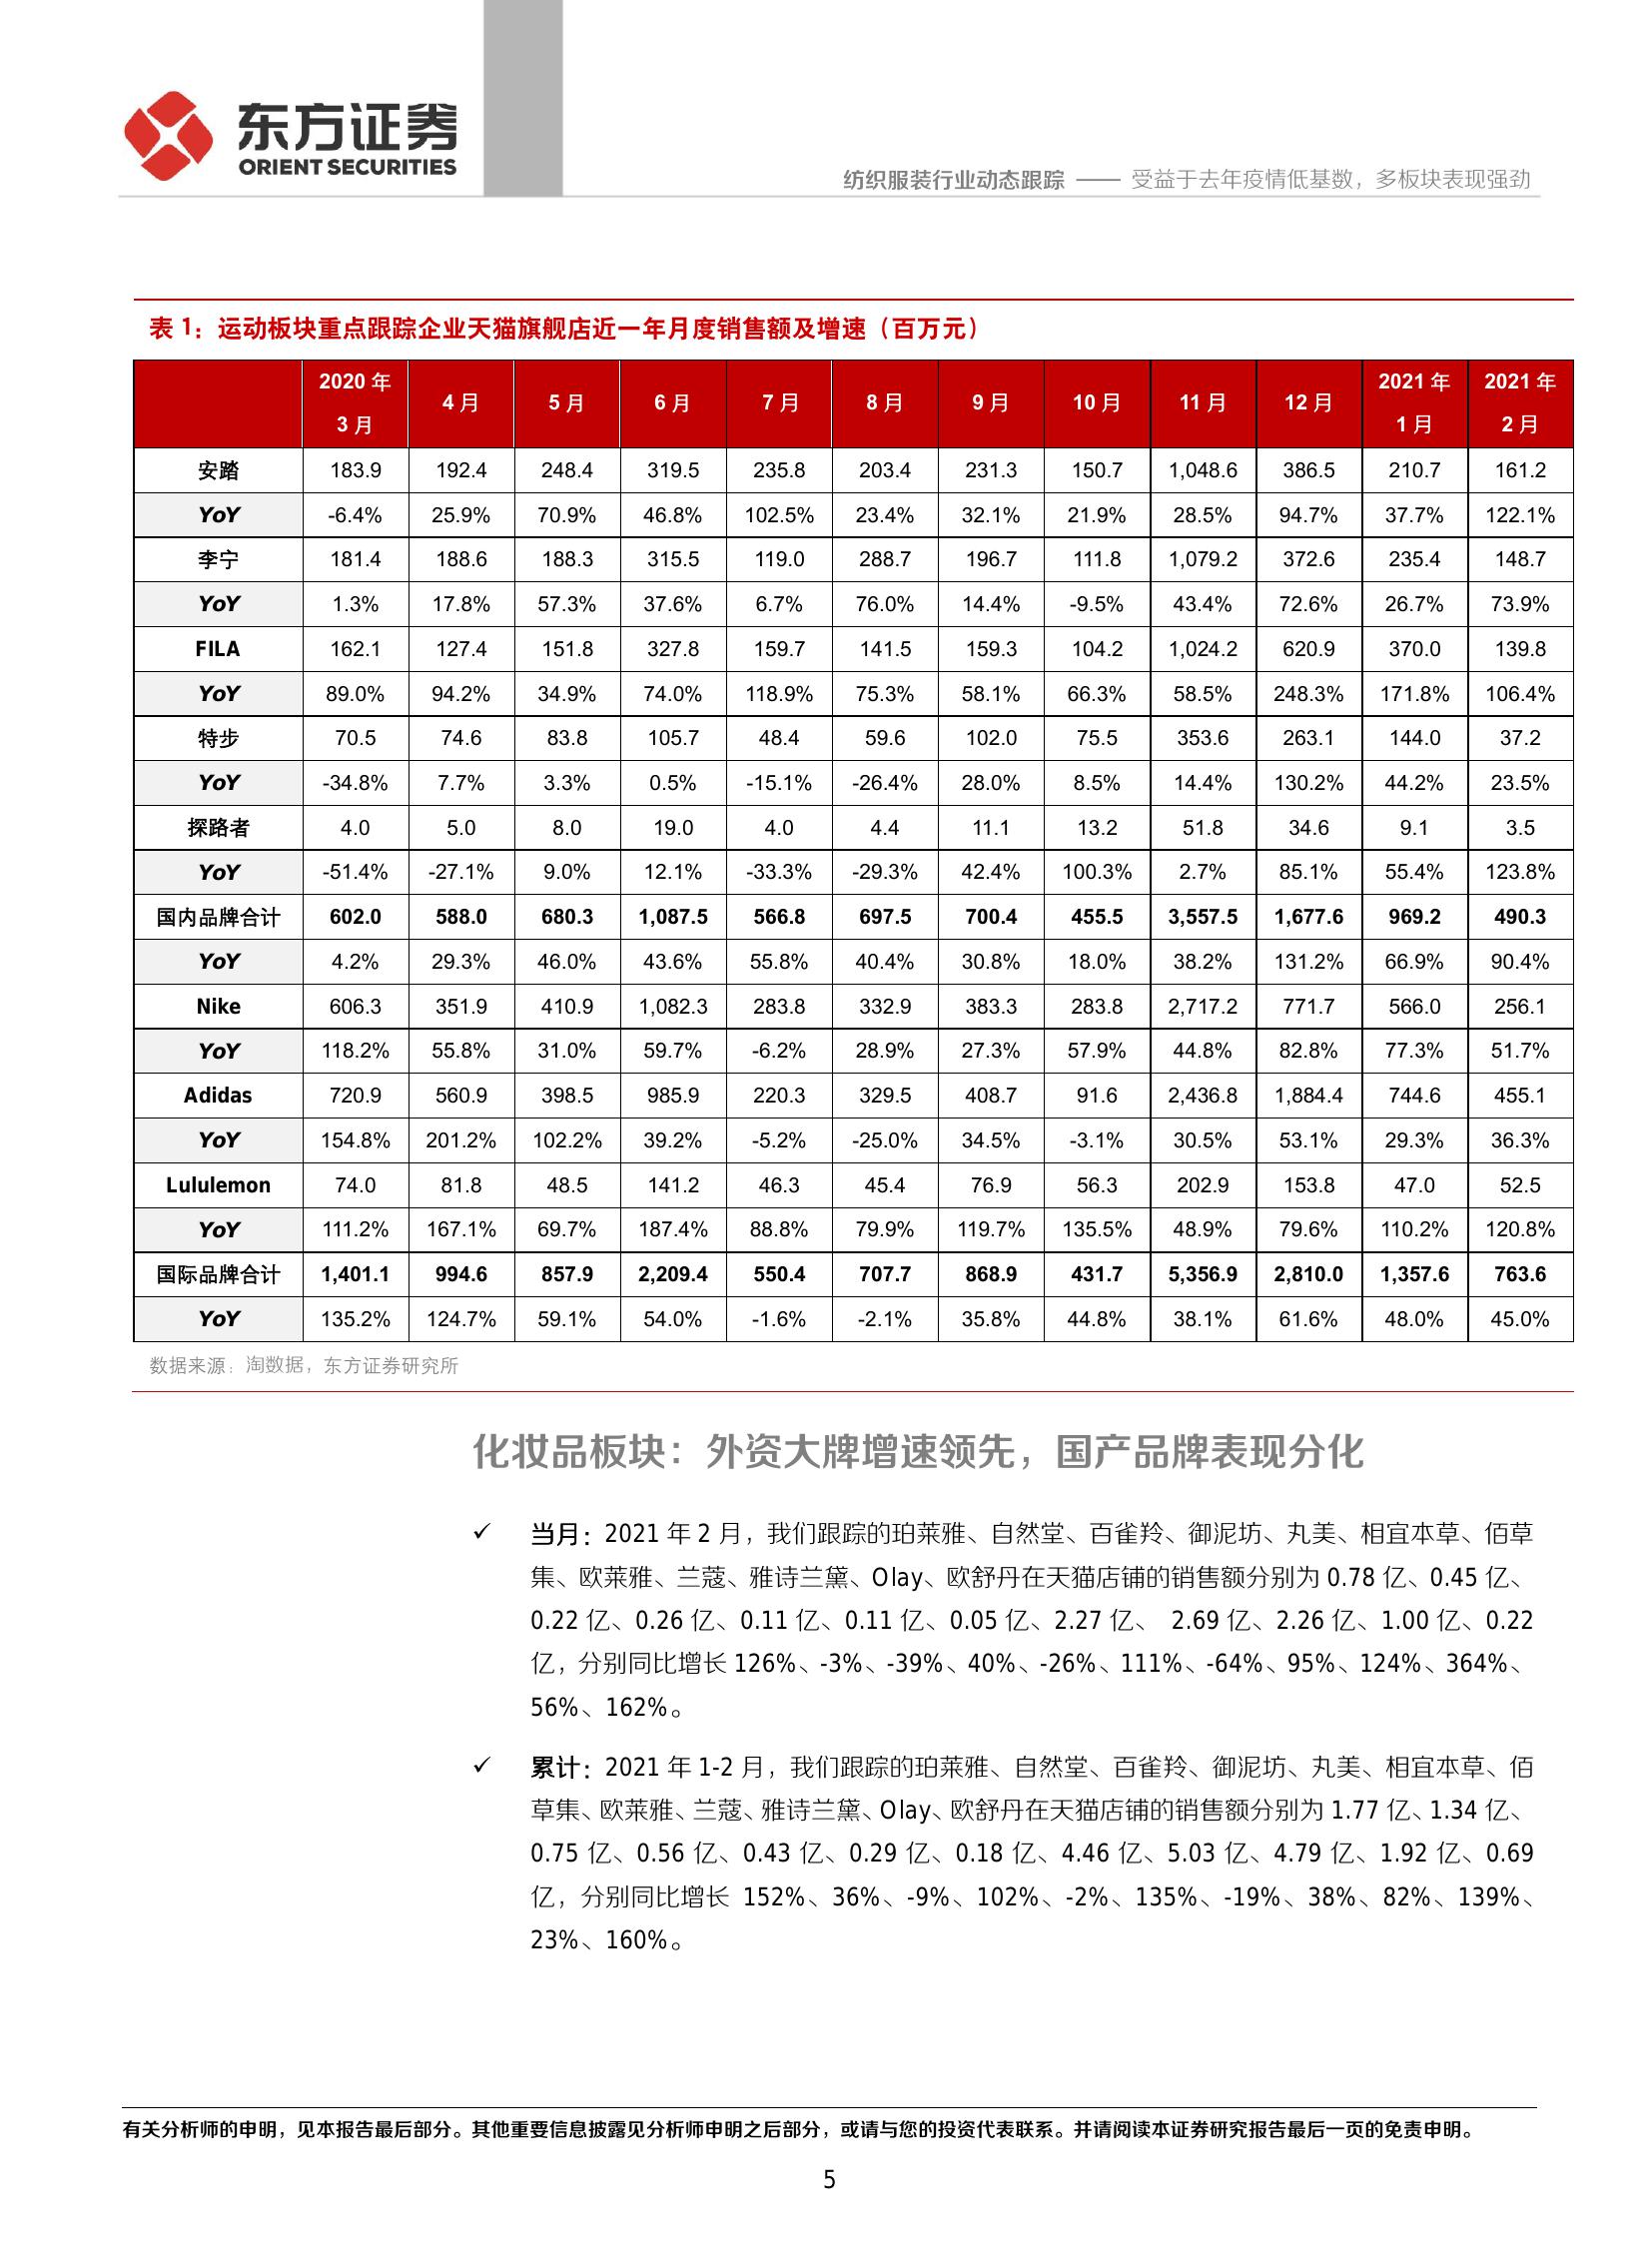 东方证券
ORIENT SECURITIES
纺织服装行业动态跟踪 —— 受益于去年疫情低基数，多板块表现强劲
表 1：运动板块重点跟踪企业天猫旗舰店近一年月度销售额及增速（百万元）
2020 年 3 月 4 月 5 月 6 月 7 月 8 月 9 月 10 月 11 月 12 月 2021 年 1 月 2021 年 2 月
安踏 183.9 192.4 248.4 319.5 235.8 203.4 231.3 150.7 1,048.6 386.5 210.7 161.2
YoY -6.4% 25.9% 70.9% 46.8% 102.5% 23.4% 32.1% 21.9% 28.5% 94.7% 37.7% 122.1%
李宁 181.4 188.6 188.3 315.5 119.0 288.7 196.7 111.8 1,079.2 372.6 235.4 148.7
YoY 1.3% 17.8% 57.3% 37.6% 6.7% 76.0% 14.4% -9.5% 43.4% 72.6% 26.7% 73.9%
FILA 162.1 127.4 151.8 327.8 159.7 141.5 159.3 104.2 1,024.2 620.9 370.0 139.8
YoY 89.0% 94.2% 34.9% 74.0% 118.9% 75.3% 58.1% 66.3% 58.5% 248.3% 171.8% 106.4%
特步 70.5 74.6 83.8 105.7 48.4 59.6 102.0 75.5 353.6 263.1 144.0 37.2
YoY -34.8% 7.7% 3.3% 0.5% -15.1% -26.4% 28.0% 8.5% 14.4% 130.2% 44.2% 23.5%
探路者 4.0 5.0 8.0 19.0 4.0 4.4 11.1 13.2 51.8 34.6 9.1 3.5
YoY -51.4% -27.1% 9.0% 12.1% -33.3% -29.3% 42.4% 100.3% 2.7% 85.1% 55.4% 123.8%
国内品牌合计 602.0 588.0 680.3 1,087.5 566.8 697.5 700.4 455.5 3,557.5 1,677.6 969.2 490.3
YoY 4.2% 29.3% 46.0% 43.6% 55.8% 40.4% 30.8% 18.0% 38.2% 131.2% 66.9% 90.4%
Nike 606.3 351.9 410.9 1,082.3 283.8 332.9 383.3 283.8 2,717.2 771.7 566.0 256.1
YoY 118.2% 55.8% 31.0% 59.7% -6.2% 28.9% 27.3% 57.9% 44.8% 82.8% 77.3% 51.7%
Adidas 720.9 560.9 398.5 985.9 220.3 329.5 408.7 91.6 2,436.8 1,884.4 744.6 455.1
YoY 154.8% 201.2% 102.2% 39.2% -5.2% -25.0% 34.5% -3.1% 30.5% 53.1% 29.3% 36.3%
Lululemon 74.0 81.8 48.5 141.2 46.3 45.4 76.9 56.3 202.9 153.8 47.0 52.5
YoY 111.2% 167.1% 69.7% 187.4% 88.8% 79.9% 119.7% 135.5% 48.9% 79.6% 110.2% 120.8%
国际品牌合计 1,401.1 994.6 857.9 2,209.4 550.4 707.7 868.9 431.7 5,356.9 2,810.0 1,357.6 763.6
YoY 135.2% 124.7% 59.1% 54.0% -1.6% -2.1% 35.8% 44.8% 38.1% 61.6% 48.0% 45.0%
数据来源：淘数据，东方证券研究所
化妆品板块：外资大牌增速领先，国产品牌表现分化
✓ 当月：2021 年 2 月，我们跟踪的珀莱雅、自然堂、百雀羚、御泥坊、丸美、相宜本草、佰草
集、欧莱雅、兰蔻、雅诗兰黛、Olay、欧舒丹在天猫店铺的销售额分别为 0.78 亿、0.45 亿、
0.22 亿、0.26 亿、0.11 亿、0.11 亿、0.05 亿、2.27 亿、 2.69 亿、2.26 亿、1.00 亿、0.22
亿，分别同比增长 126%、-3%、-39%、40%、-26%、111%、-64%、95%、124%、364%、
56%、162%。
✓ 累计：2021 年 1-2 月，我们跟踪的珀莱雅、自然堂、百雀羚、御泥坊、丸美、相宜本草、佰
草集、欧莱雅、兰蔻、雅诗兰黛、Olay、欧舒丹在天猫店铺的销售额分别为 1.77 亿、1.34 亿、
0.75 亿、0.56 亿、0.43 亿、0.29 亿、0.18 亿、4.46 亿、5.03 亿、4.79 亿、1.92 亿、0.69
亿，分别同比增长 152%、36%、-9%、102%、-2%、135%、-19%、38%、82%、139%、
23%、160%。
有关分析师的申明，见本报告最后部分。其他重要信息披露见分析师申明之后部分，或请与您的投资代表联系。并请阅读本证券研究报告最后一页的免责申明。
5